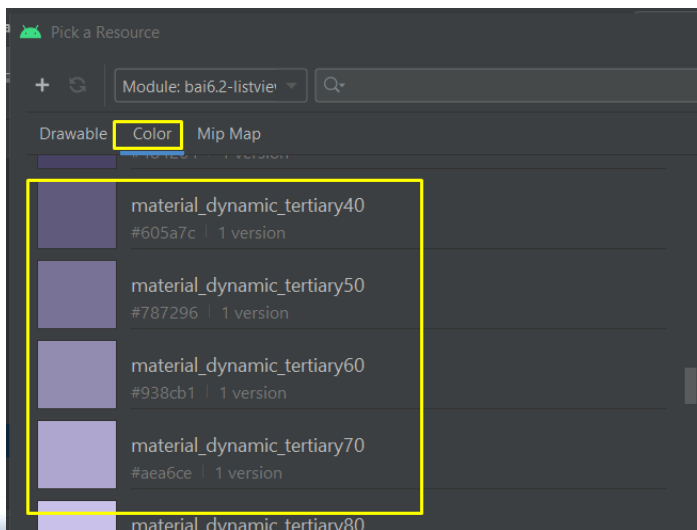 Pick a Resource
Module: bai6.2-listvie
Drawable Color Mip Map
1 version
material_dynamic_tertiary40
#605a7c | 1 version
material_dynamic_tertiary50
#787296 | 1 version
material_dynamic_tertiary60
#938cb1 | 1 version
material_dynamic_tertiary70
#aea6ce | 1 version
material_dynamic_tertiary80